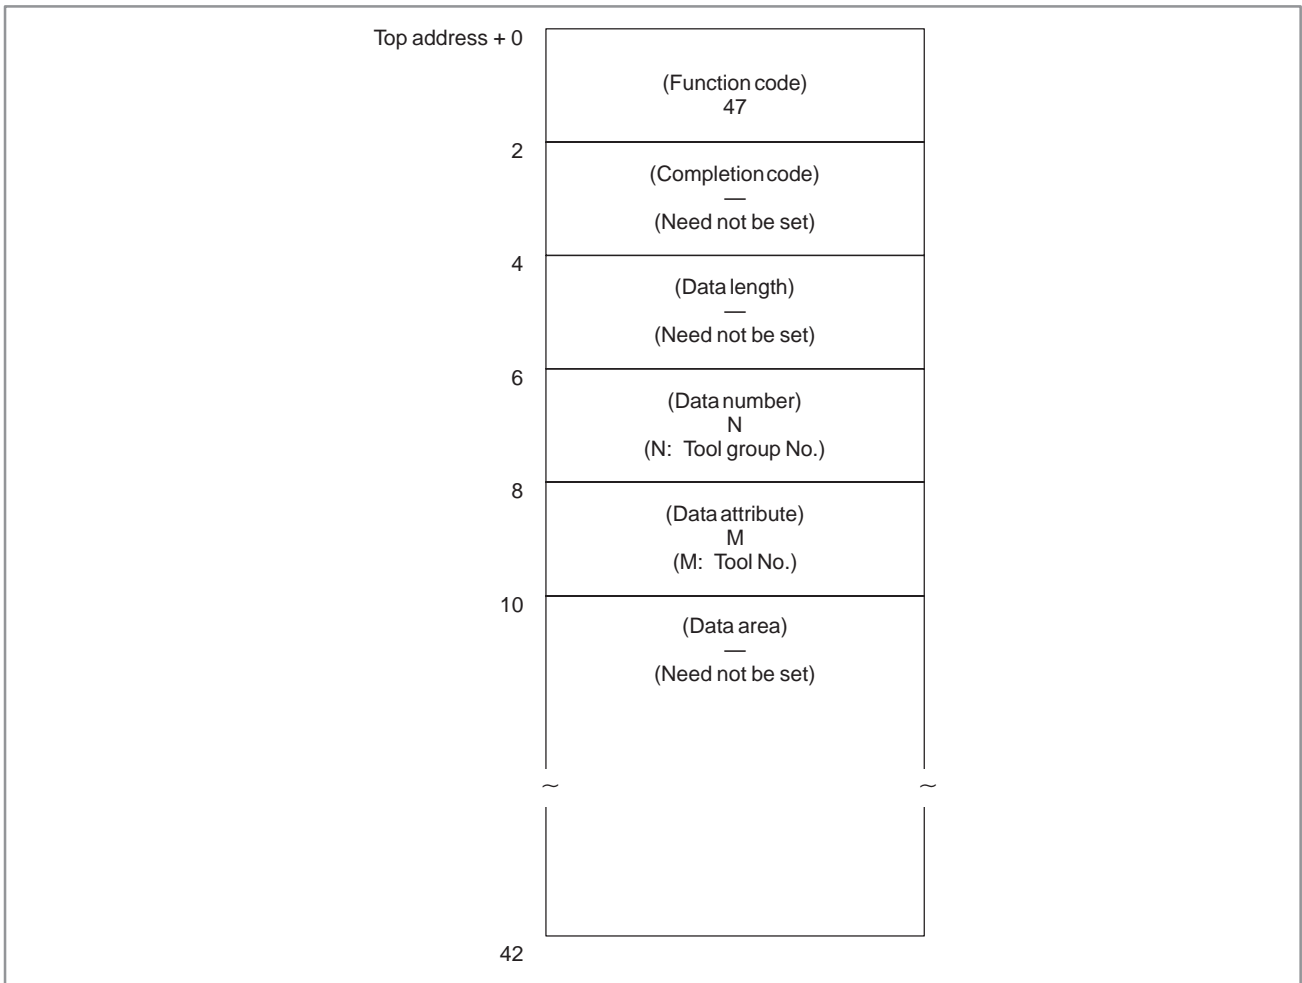 Top address + 0
(Function code)
47
2
(Completion code)
—
(Need not be set)
4
(Data length)
—
(Need not be set)
6
(Data number)
N
(N: Tool group No.)
8
(Data attribute)
M
(M: Tool No.)
10
(Data area)
—
(Need not be set)
~ ~
42